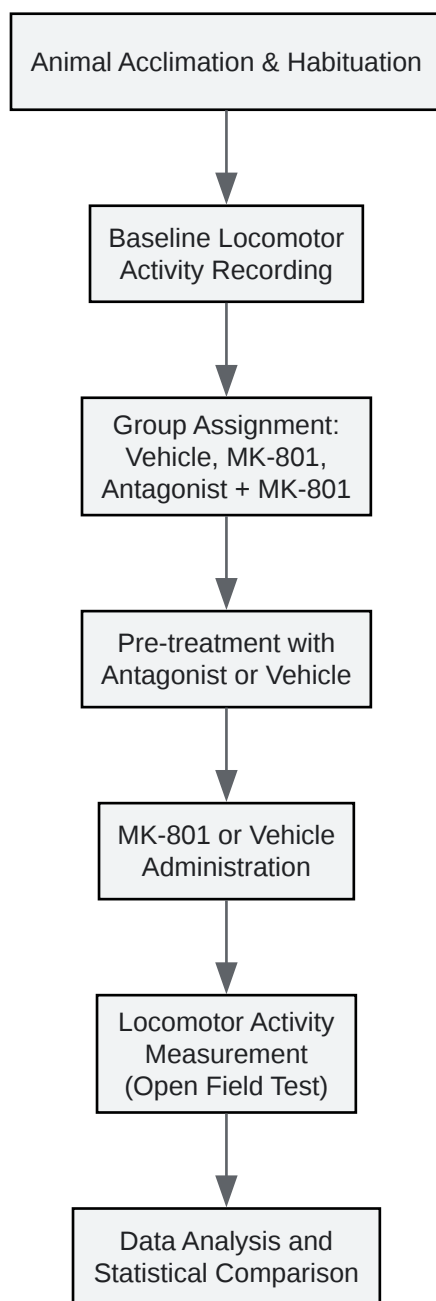 Animal Acclimation & Habituation
Baseline Locomotor
Activity Recording
Group Assignment:
Vehicle, MK-801,
Antagonist + MK-801
Pre-treatment with
Antagonist or Vehicle
MK-801 or Vehicle
Administration
Locomotor Activity
Measurement
(Open Field Test)
Data Analysis and
Statistical Comparison